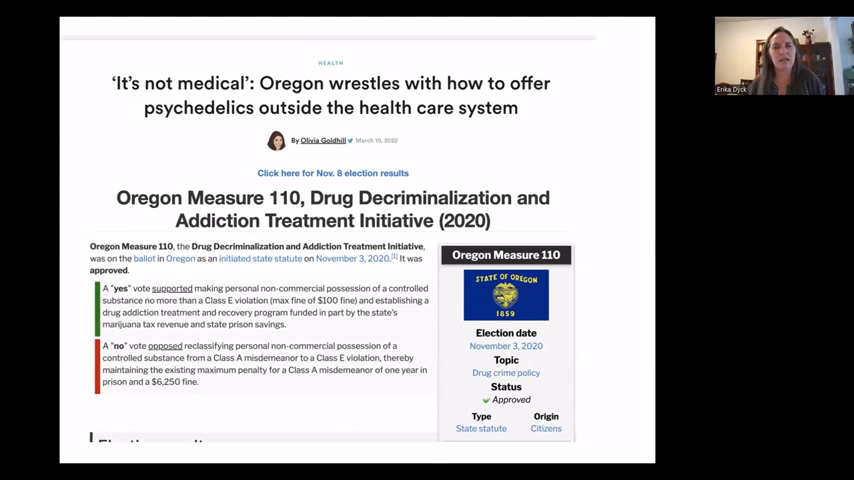 HEALTH
‘It’s not medical’: Oregon wrestles with how to offer
psychedelics outside the health care system
By Olivia Goldhill March 10, 2022
Click here for Nov. 8 election results
Oregon Measure 110, Drug Decriminalization and
Addiction Treatment Initiative (2020)
Oregon Measure 110, the Drug Decriminalization and Addiction Treatment Initiative,
was on the ballot in Oregon as an initiated state statute on November 3, 2020.[1] It was
approved.
A "yes" vote supported making personal non-commercial possession of a controlled
substance no more than a Class E violation (max fine of $100 fine) and establishing a
drug addiction treatment and recovery program funded in part by the state's
marijuana tax revenue and state prison savings.
A "no" vote opposed reclassifying personal non-commercial possession of a
controlled substance from a Class A misdemeanor to a Class E violation, thereby
maintaining the existing maximum penalty for a Class A misdemeanor of one year in
prison and a $6,250 fine.
Oregon Measure 110
STATE OF OREGON
1859
Election date
November 3, 2020
Topic
Drug crime policy
Status
Approved
Type Origin
State statute Citizens
Erika Dyck